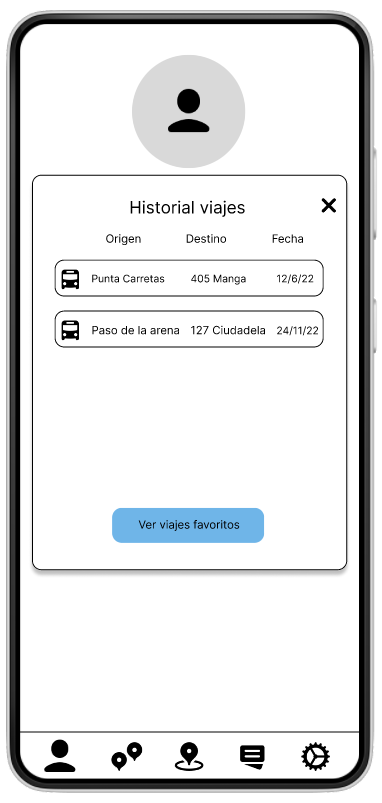 Historial viajes
Origen Destino Fecha
Punta Carretas 405 Manga 12/6/22
Paso de la arena 127 Ciudadela 24/11/22
Ver viajes favoritos